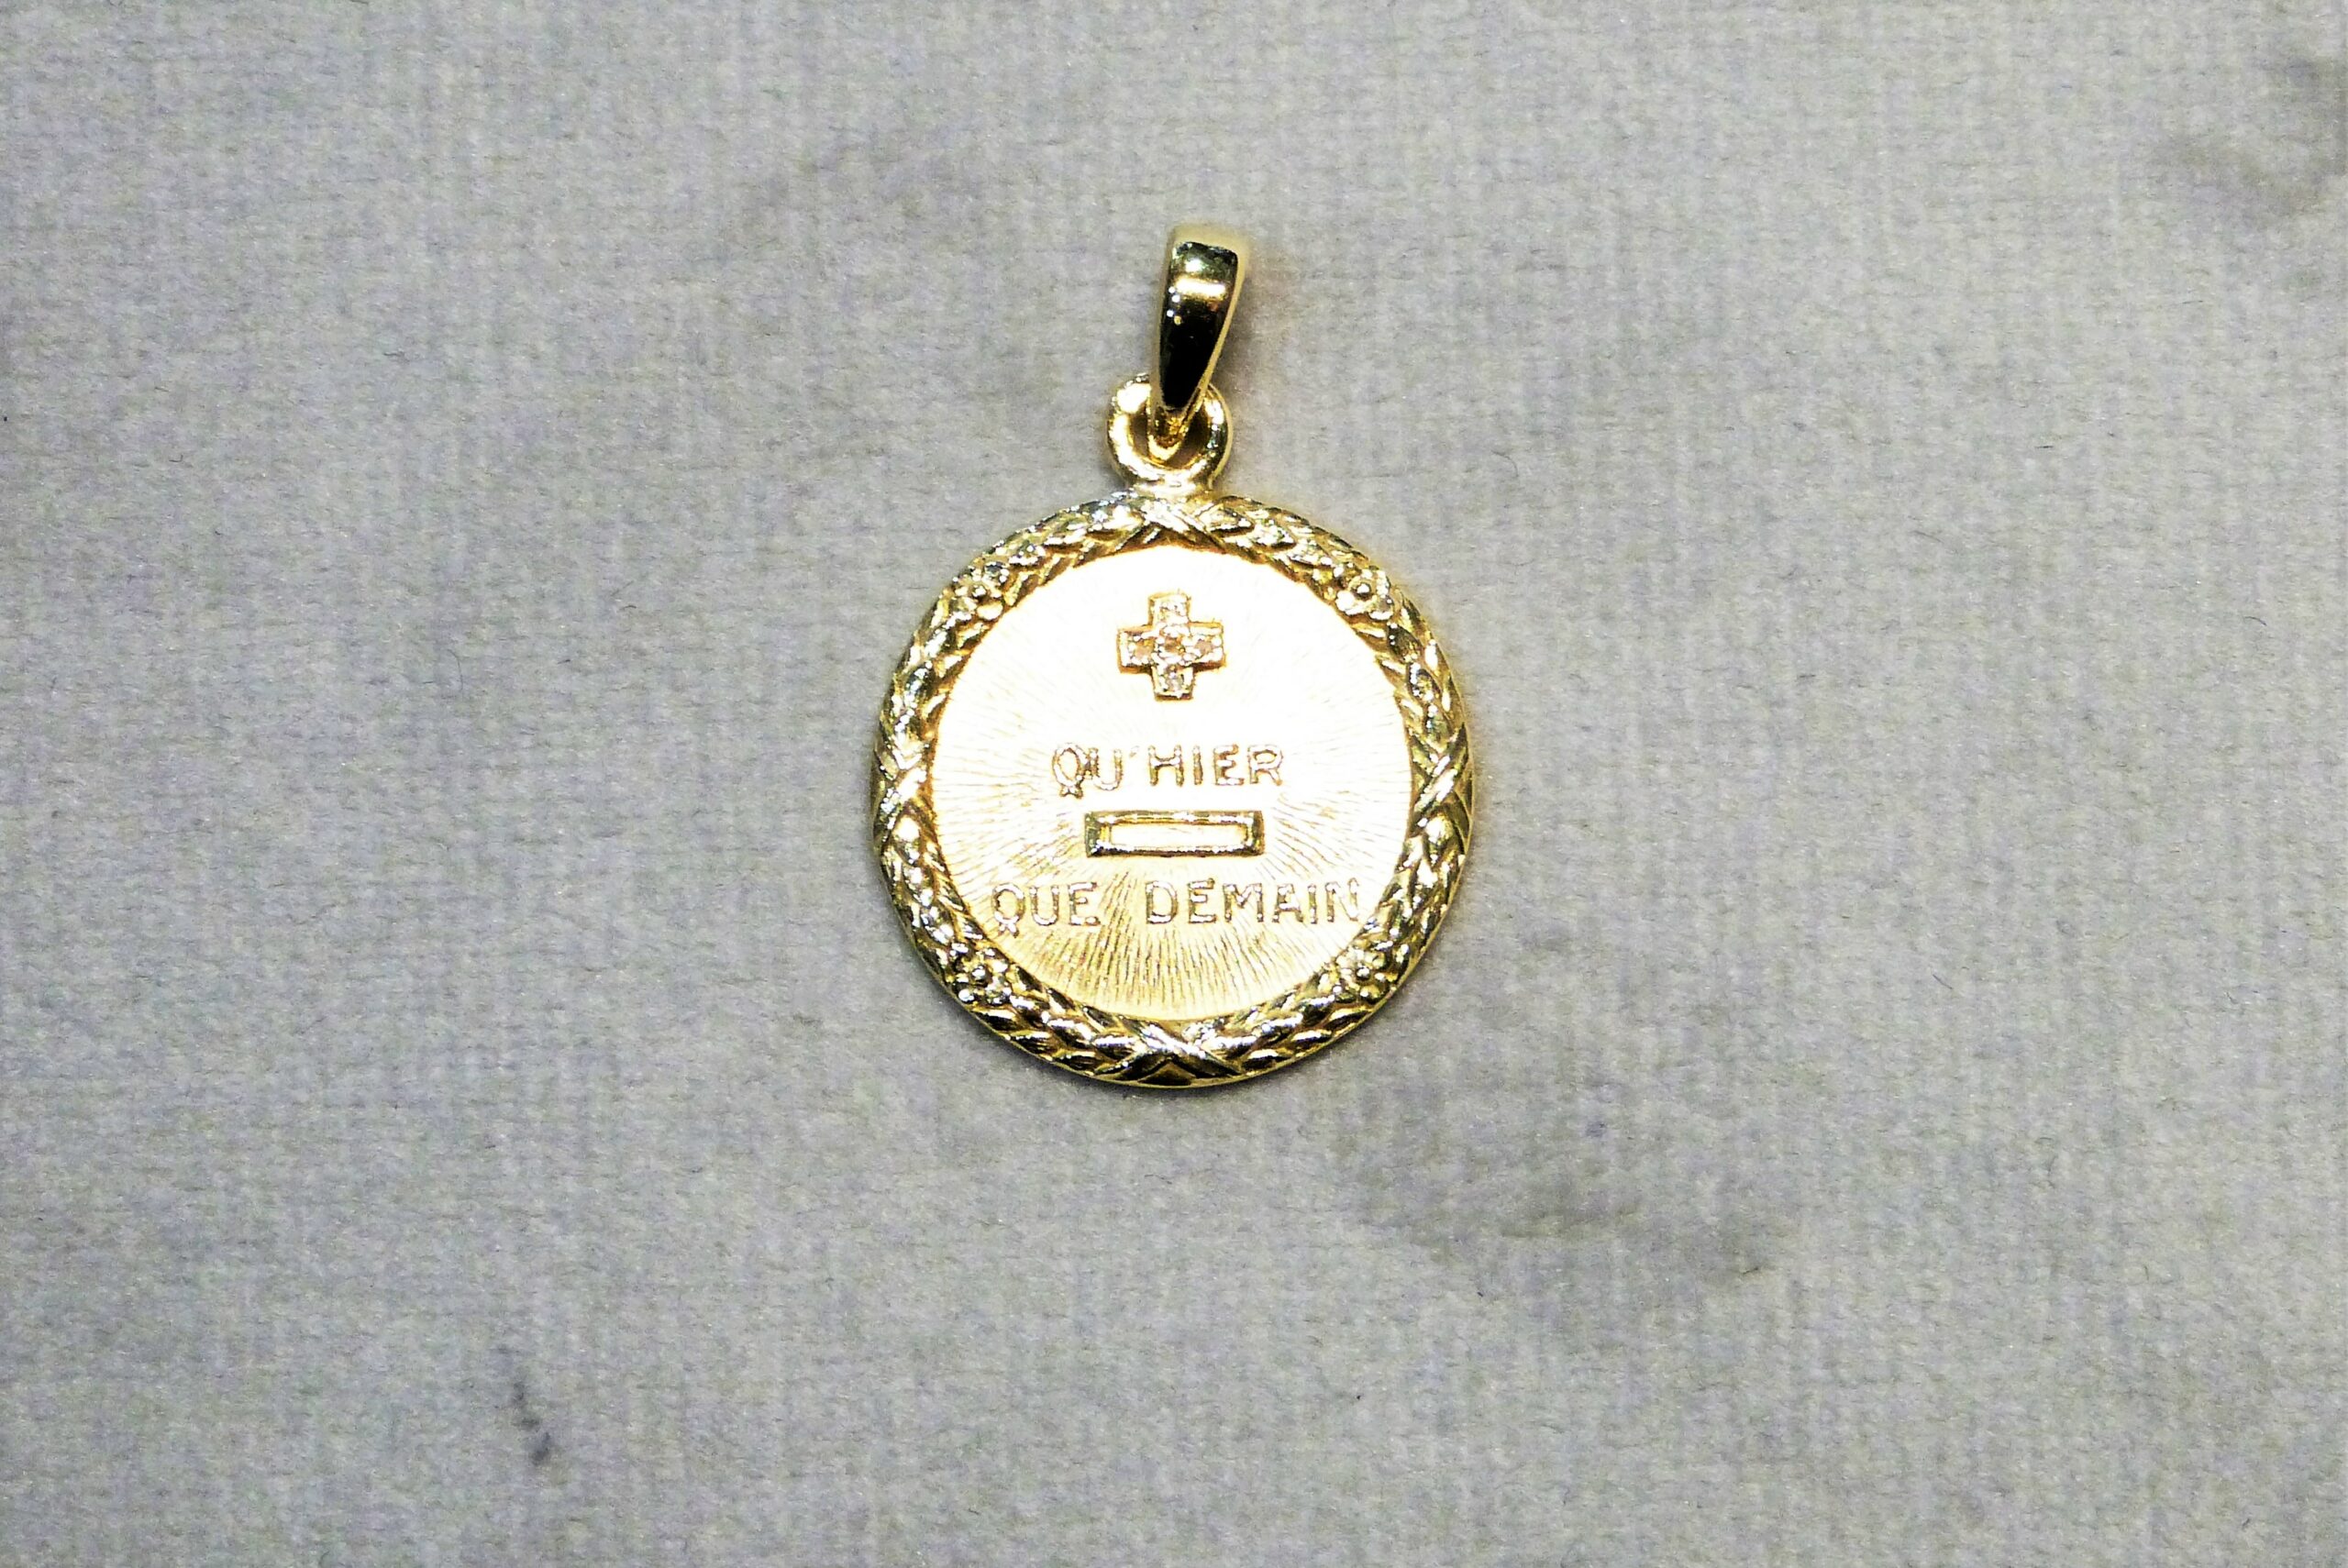 +
QU'HIER
-
QUE DEMAIN